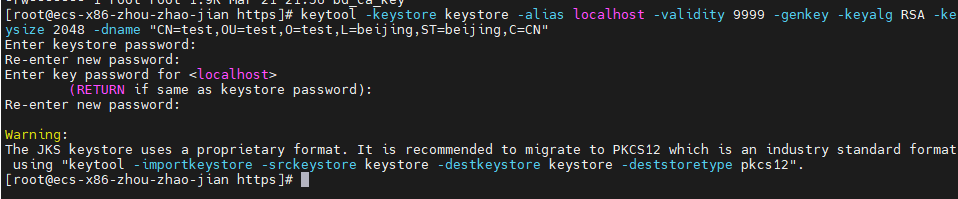 [root@ecs-x86-zhou-zhao-jian https]# keytool -keystore keystore -alias localhost -validity 9999 -genkey -keyalg RSA -ke
ysize 2048 -dname "CN=test,OU=test,O=test,L=beijing,ST=beijing,C=CN"
Enter keystore password:
Re-enter new password:
Enter key password for <localhost>
        (RETURN if same as keystore password):
Re-enter new password:

Warning:
The JKS keystore uses a proprietary format. It is recommended to migrate to PKCS12 which is an industry standard format
 using "keytool -importkeystore -srckeystore keystore -destkeystore keystore -deststoretype pkcs12".
[root@ecs-x86-zhou-zhao-jian https]#